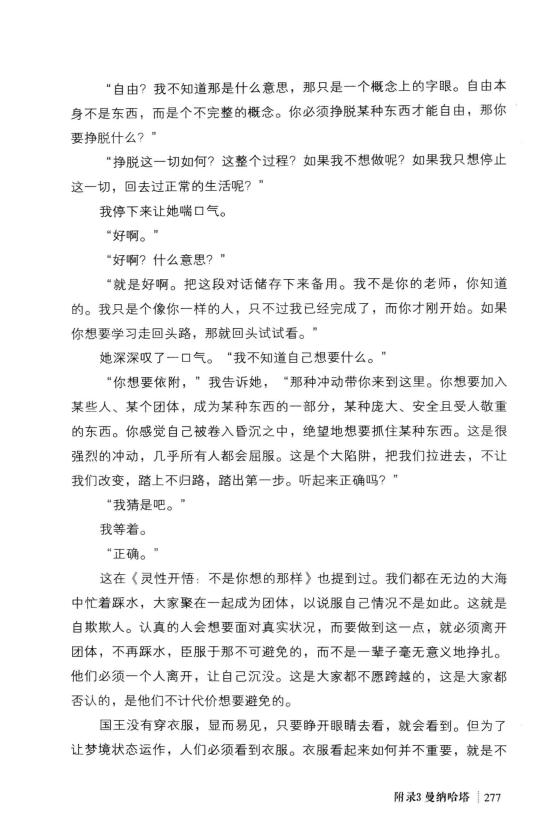 “自由？我不知道那是什么意思，那只是一个概念上的字眼。自由本
身不是东西，而是个不完整的概念。你必须挣脱某种东西才能自由，那你
要挣脱什么？”
“挣脱这一切如何？这整个过程？如果我不想做呢？如果我只想停止
这一切，回去过正常的生活呢？”
我停下来让她喘口气。
“好啊。”
“好啊？什么意思？”
“就是好啊。把这段对话储存下来备用。我不是你的老师，你知道
的。我只是个像你一样的人，只不过我已经完成了，而你才刚开始。如果
你想要学习走回头路，那就回头试试看。”
她深深叹了一口气。“我不知道自己想要什么。”
“你想要依附，”我告诉她，“那种冲动带你来到这里。你想要加入
某些人、某个团体，成为某种东西的一部分，某种庞大、安全且受人敬重
的东西。你感觉自己被卷入昏沉之中，绝望地想要抓住某种东西。这是很
强烈的冲动，几乎所有人都会屈服。这是个大陷阱，把我们拉进去，不让
我们改变，踏上不归路，踏出第一步。听起来正确吗？”
“我猜是吧。”
我等着。
“正确。”
这在《灵性开悟：不是你想的那样》也提到过。我们都在无边的大海
中忙着踩水，大家聚在一起成为团体，以说服自己情况不是如此。这就是
自欺欺人。认真的人会想要面对真实状况，而要做到这一点，就必须离开
团体，不再踩水，臣服于那不可避免的，而不是一辈子毫无意义地挣扎。
他们必须一个人离开，让自己沉没。这是大家都不愿跨越的，这是大家都
否认的，是他们不计代价想要避免的。
国王没有穿衣服，显而易见，只要睁开眼睛去看，就会看到。但为了
让梦境状态运作，人们必须看到衣服。衣服看起来如何并不重要，就是不
附录3 曼纳哈塔 277